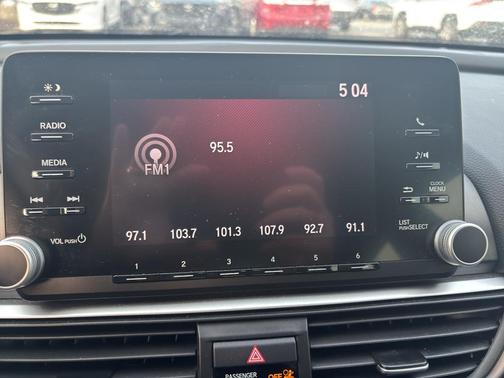 5 04
RADIO
95.5
MEDIA
FM1
CLOCK
MENU
VOL PUSH
97.1 103.7 101.3 107.9 92.7 91.1
LIST
PUSH SELECT
1 2 3 4 5 6
PASSENGER
OFF